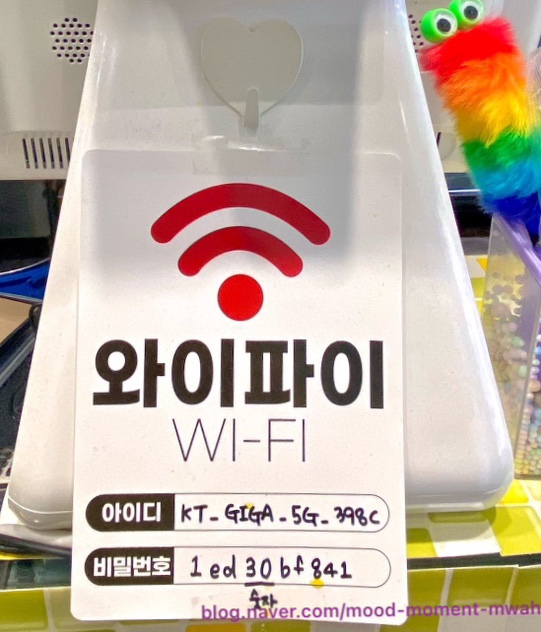 와이파이
WI-FI
아이디 KT_GIGA_5G_398C
비밀번호 1ed30bf841
숫자
blog.naver.com/mood-moment-mwah